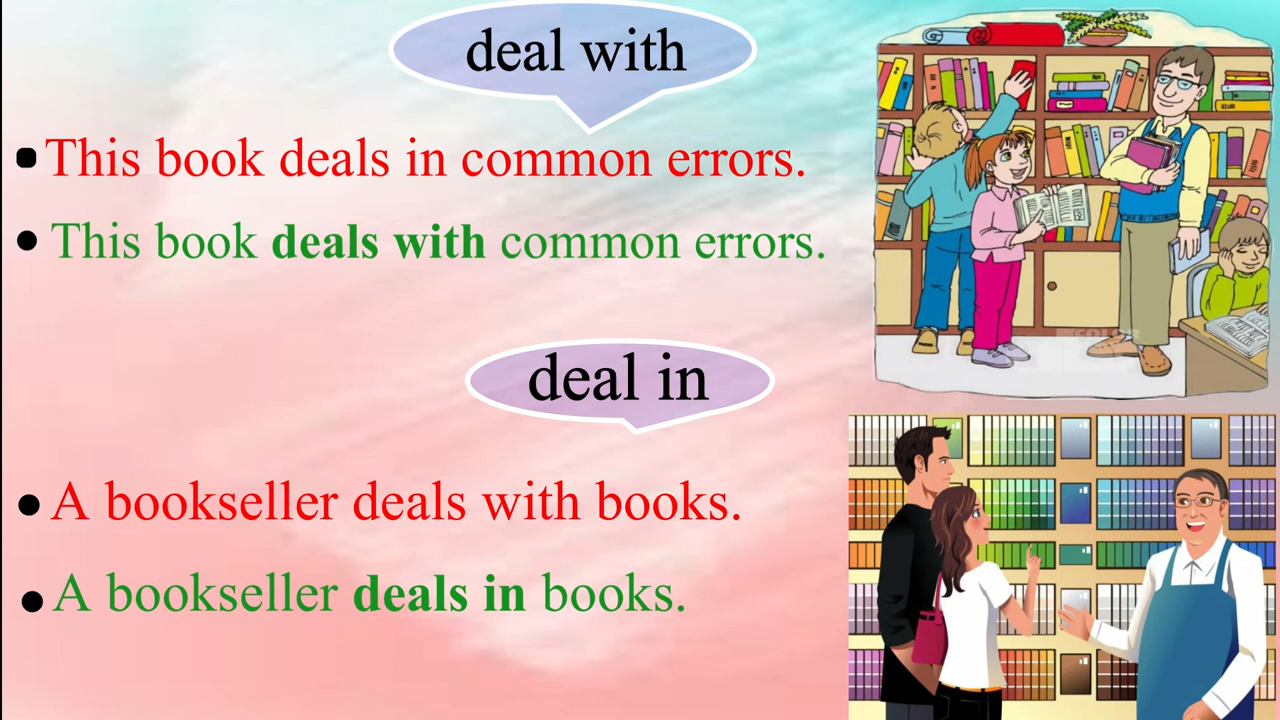 deal with
This book deals in common errors.
This book deals with common errors.
deal in
A bookseller deals with books.
A bookseller deals in books.